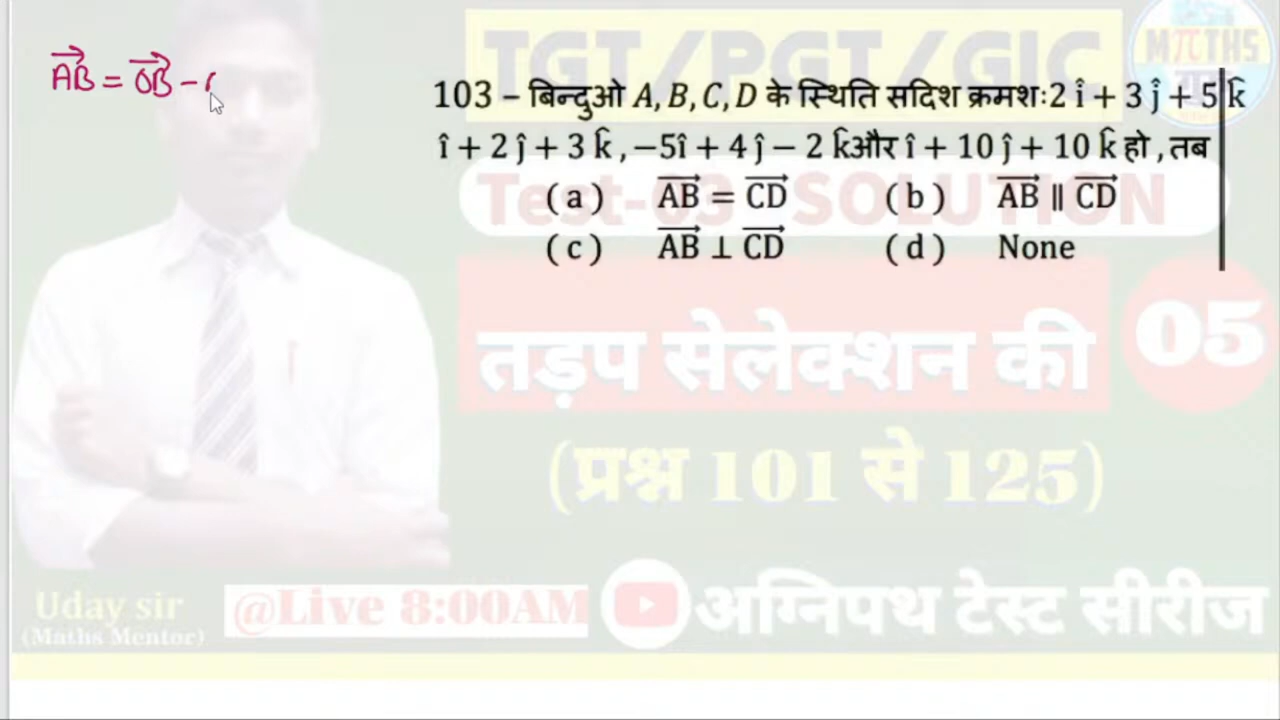 TGT/PGT/GIC
MπTHS
AB→ = OB→ −
103 – बिन्दुओ A, B, C, D के स्थिति सदिश क्रमशः2 î + 3 ĵ + 5 k̂
î + 2 ĵ + 3 k̂ , −5î + 4 ĵ − 2 k̂और î + 10 ĵ + 10 k̂ हो , तब
( a ) AB→ = CD→ ( b ) AB→ ∥ CD→
( c ) AB→ ⊥ CD→ ( d ) None
Test-03 SOLUTION
तड़प सेलेक्शन की
05
(प्रश्न 101 से 125)
Uday sir
(Maths Mentor)
@Live 8:00AM
अग्निपथ टेस्ट सीरीज